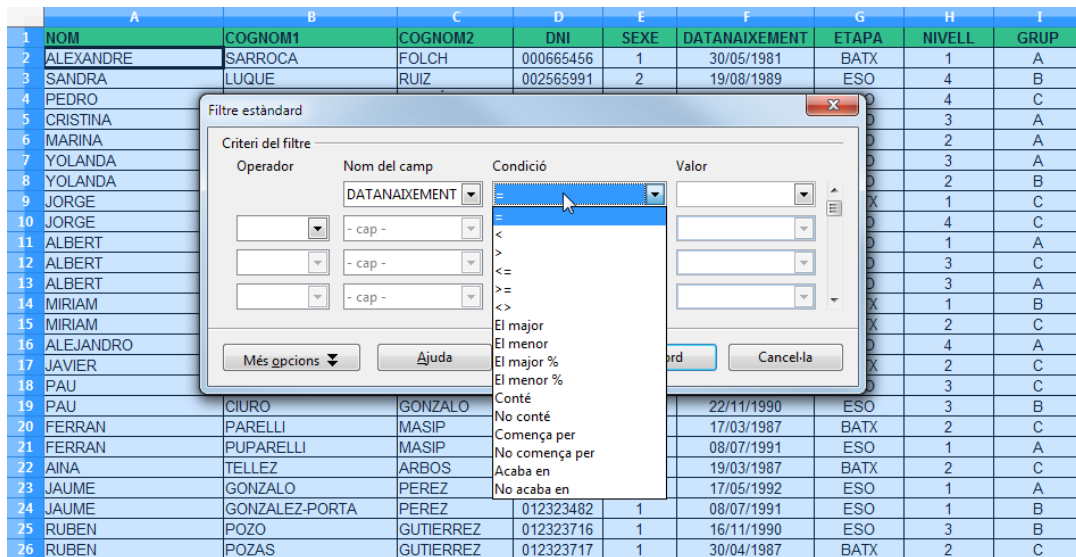 A B C D E F G H I
1 NOM COGNOM1 COGNOM2 DNI SEXE DATANAIXEMENT ETAPA NIVELL GRUP
2 ALEXANDRE SARROCA FOLCH 000665456 1 30/05/1981 BATX 1 A
3 SANDRA LUQUE RUIZ 002565991 2 19/08/1989 ESO 4 B
4 PEDRO 4 C
5 CRISTINA 3 A
6 MARINA 2 A
7 YOLANDA 3 A
8 YOLANDA 2 B
9 JORGE 1 C
10 JORGE 4 C
11 ALBERT 1 A
12 ALBERT 3 C
13 ALBERT 3 A
14 MIRIAM 1 B
15 MIRIAM 2 C
16 ALEJANDRO 4 A
17 JAVIER 2 C
18 PAU 3 C
Filtre estàndard
Criteri del filtre
Operador Nom del camp Condició Valor
DATANAIXEMENT =
- cap -
- cap -
- cap -
=
<
>
<=
>=
<>
El major
El menor
El major %
El menor %
Conté
No conté
Comença per
No comença per
Acaba en
No acaba en
Més opcions Ajuda Cancel·la
19 PAU CIURO GONZALO 22/11/1990 ESO 3 B
20 FERRAN PARELLI MASIP 17/03/1987 BATX 2 C
21 FERRAN PUPARELLI MASIP 08/07/1991 ESO 1 A
22 AINA TELLEZ ARBOS 19/03/1987 BATX 2 C
23 JAUME GONZALO PEREZ 17/05/1992 ESO 1 A
24 JAUME GONZALEZ-PORTA PEREZ 012323482 1 08/07/1991 ESO 1 B
25 RUBEN POZO GUTIERREZ 012323716 1 16/11/1990 ESO 3 B
26 RUBEN POZAS GUTIERREZ 012323717 1 30/04/1987 BATX 2 C